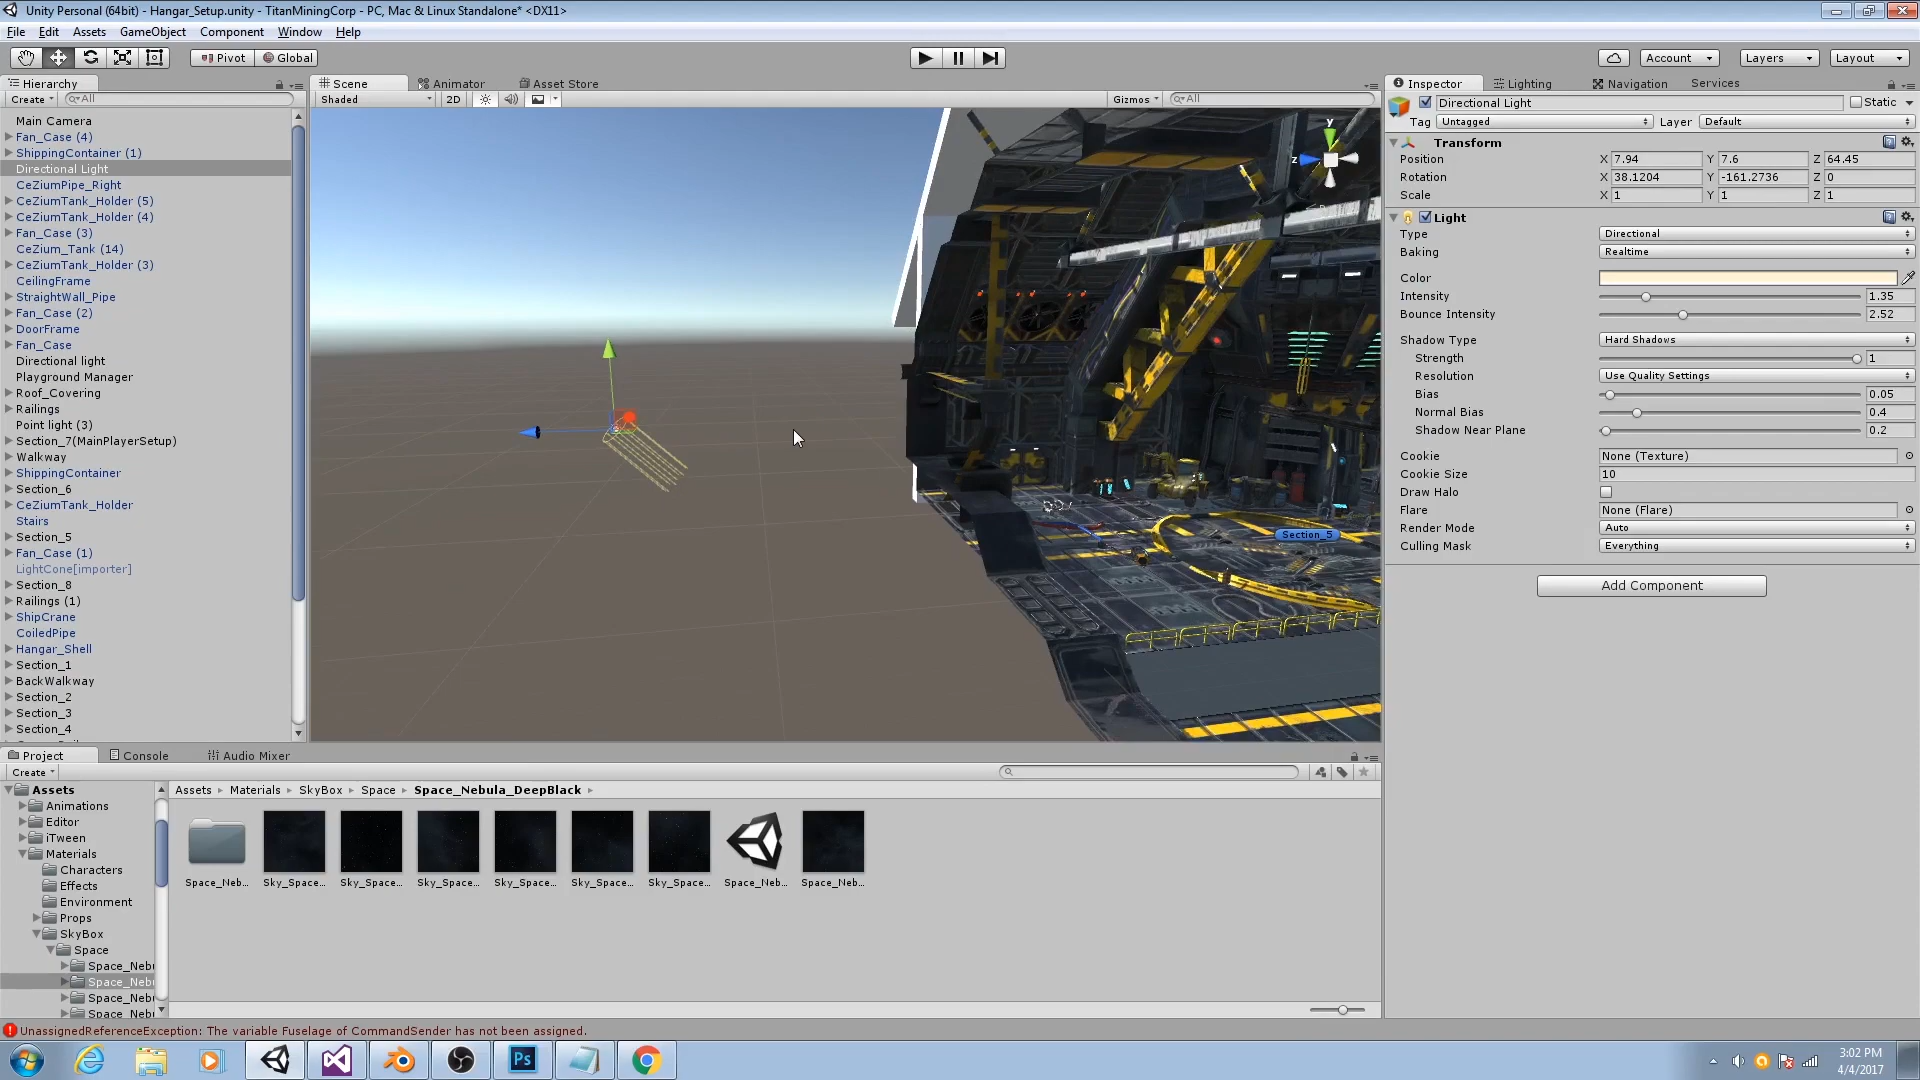 Unity Personal (64bit) - Hangar_Setup.unity - TitanMiningCorp - PC, Mac & Linux Standalone* <DX11>
File Edit Assets GameObject Component Window Help
Pivot Global Account Layers Layout
Hierarchy
Create All
Main Camera
Fan_Case (4)
ShippingContainer (1)
Directional Light
CeZiumPipe_Right
CeZiumTank_Holder (5)
CeZiumTank_Holder (4)
Fan_Case (3)
CeZium_Tank (14)
CeZiumTank_Holder (3)
CeilingFrame
StraightWall_Pipe
Fan_Case (2)
DoorFrame
Fan_Case
Directional light
Playground Manager
Roof_Covering
Railings
Point light (3)
Section_7(MainPlayerSetup)
Walkway
ShippingContainer
Section_6
CeZiumTank_Holder
Stairs
Section_5
Fan_Case (1)
LightCone[importer]
Section_8
Railings (1)
ShipCrane
CoiledPipe
Hangar_Shell
Section_1
BackWalkway
Section_2
Section_3
Section_4
Scene Animator Asset Store
Shaded 2D Gizmos All
y
z
Section_5
Inspector Lighting Navigation Services
Directional Light Static
Tag Untagged Layer Default
Transform
Position X 7.94 Y 7.6 Z 64.45
Rotation X 38.1204 Y -161.2736 Z 0
Scale X 1 Y 1 Z 1
Light
Type Directional
Baking Realtime
Color
Intensity 1.35
Bounce Intensity 2.52
Shadow Type Hard Shadows
Strength 1
Resolution Use Quality Settings
Bias 0.05
Normal Bias 0.4
Shadow Near Plane 0.2
Cookie None (Texture)
Cookie Size 10
Draw Halo
Flare None (Flare)
Render Mode Auto
Culling Mask Everything
Add Component
Project Console Audio Mixer
Create
Assets
Animations
Editor
iTween
Materials
Characters
Effects
Environment
Props
SkyBox
Space
Space_Nebu
Space_Nebu
Space_Nebu
Space_Nebu
Assets Materials SkyBox Space Space_Nebula_DeepBlack
Space_Neb... Sky_Space... Sky_Space... Sky_Space... Sky_Space... Sky_Space... Sky_Space... Space_Neb... Space_Neb...
UnassignedReferenceException: The variable Fuselage of CommandSender has not been assigned.
Ps
3:02 PM
4/4/2017